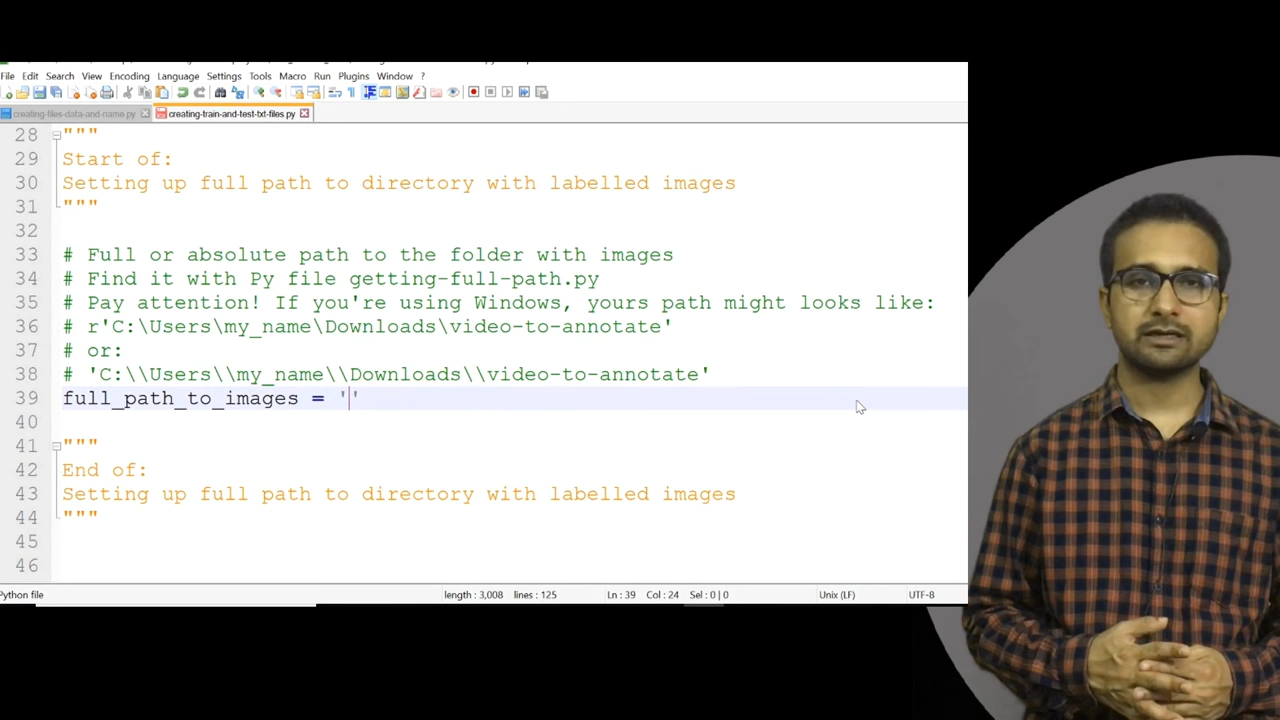 File Edit Search View Encoding Language Settings Tools Macro Run Plugins Window ?
creating-files-data-and-name.py creating-train-and-test-txt-files.py
28 """
29 Start of:
30 Setting up full path to directory with labelled images
31 """
32
33 # Full or absolute path to the folder with images
34 # Find it with Py file getting-full-path.py
35 # Pay attention! If you're using Windows, yours path might looks like:
36 # r'C:\Users\my_name\Downloads\video-to-annotate'
37 # or:
38 # 'C:\\Users\\my_name\\Downloads\\video-to-annotate'
39 full_path_to_images = ''
40
41 """
42 End of:
43 Setting up full path to directory with labelled images
44 """
45
46
Python file length : 3,008 lines : 125 Ln : 39 Col : 24 Sel : 0 | 0 Unix (LF) UTF-8